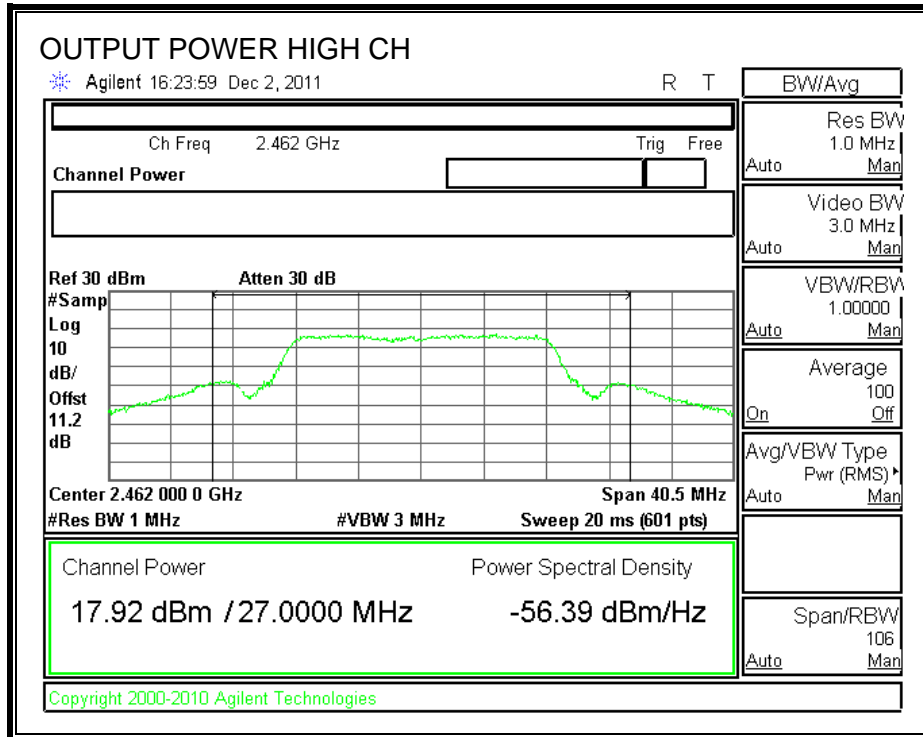 OUTPUT POWER HIGH CH
Agilent 16:23:59 Dec 2, 2011 R T
Ch Freq 2.462 GHz Trig Free
Channel Power
Ref 30 dBm Atten 30 dB
#Samp
Log
10
dB/
Offst
11.2
dB
Center 2.462 000 0 GHz Span 40.5 MHz
#Res BW 1 MHz #VBW 3 MHz Sweep 20 ms (601 pts)
Channel Power Power Spectral Density
17.92 dBm / 27.0000 MHz -56.39 dBm/Hz
Copyright 2000-2010 Agilent Technologies
BW/Avg
Res BW
1.0 MHz
Auto Man
Video BW
3.0 MHz
Auto Man
VBW/RBW
1.00000
Auto Man
Average
100
On Off
Avg/VBW Type
Pwr (RMS)
Auto Man
Span/RBW
106
Auto Man